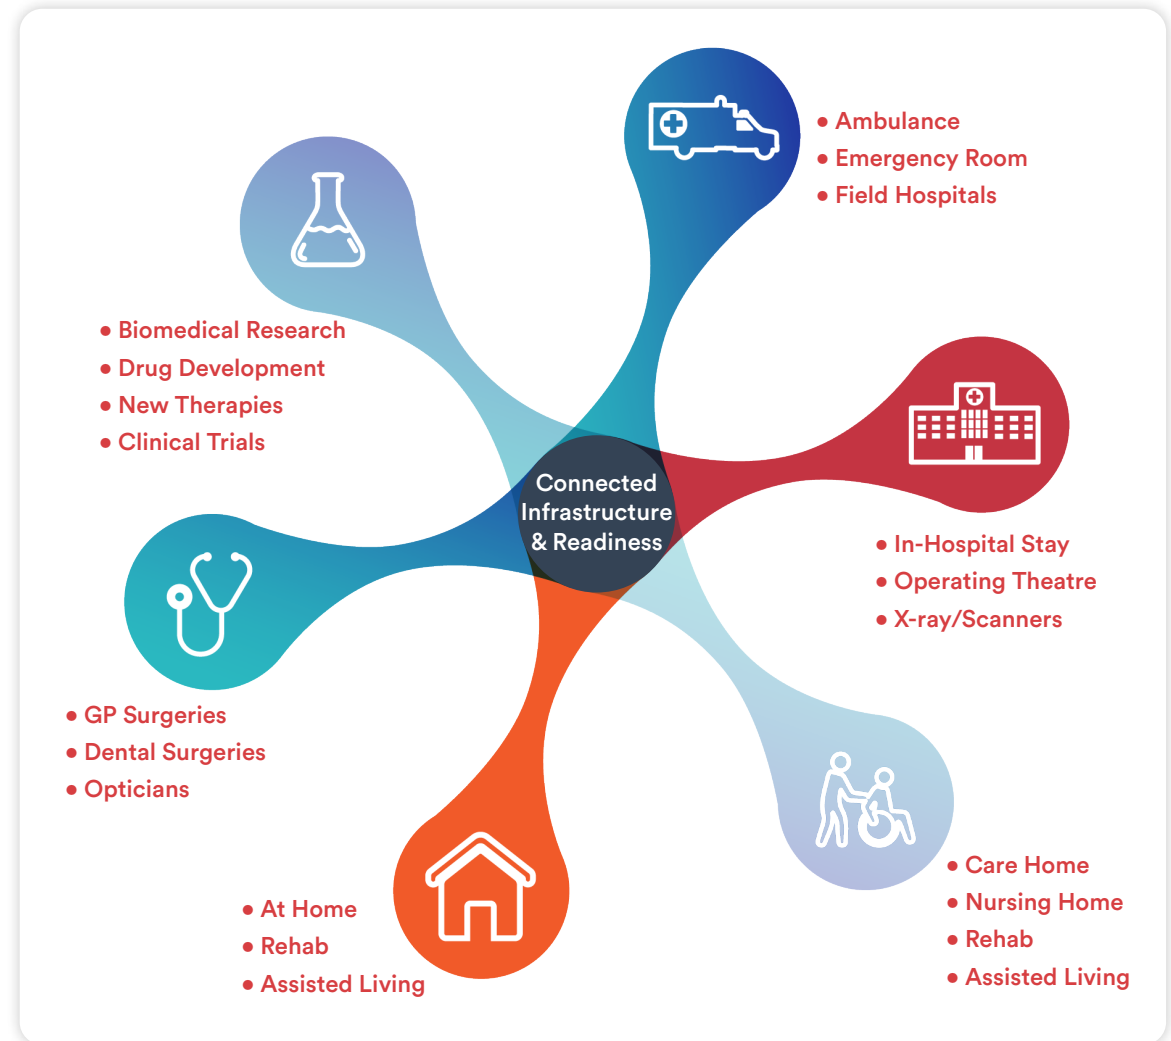 • Ambulance
• Emergency Room
• Field Hospitals
• Biomedical Research
• Drug Development
• New Therapies
• Clinical Trials
Connected
Infrastructure
& Readiness
• In-Hospital Stay
• Operating Theatre
• X-ray/Scanners
• GP Surgeries
• Dental Surgeries
• Opticians
• At Home
• Rehab
• Assisted Living
• Care Home
• Nursing Home
• Rehab
• Assisted Living